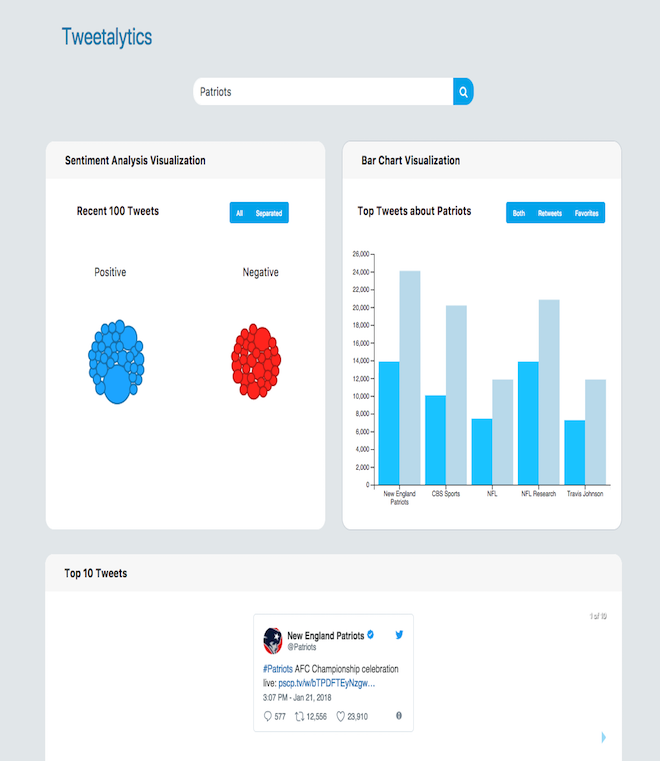 Tweetalytics
Patriots
Sentiment Analysis Visualization
Recent 100 Tweets
All Separated
Positive Negative
Bar Chart Visualization
Top Tweets about Patriots
Both Retweets Favorites
26,000
24,000
22,000
20,000
18,000
16,000
14,000
12,000
10,000
8,000
6,000
4,000
2,000
0
New England CBS Sports NFL NFL Research Travis Johnson
Patriots
Top 10 Tweets
1 of 10
New England Patriots
@Patriots
#Patriots AFC Championship celebration
live: pscp.tv/w/bTPDFTEyNzgw…
3:07 PM - Jan 21, 2018
577 12,556 23,910